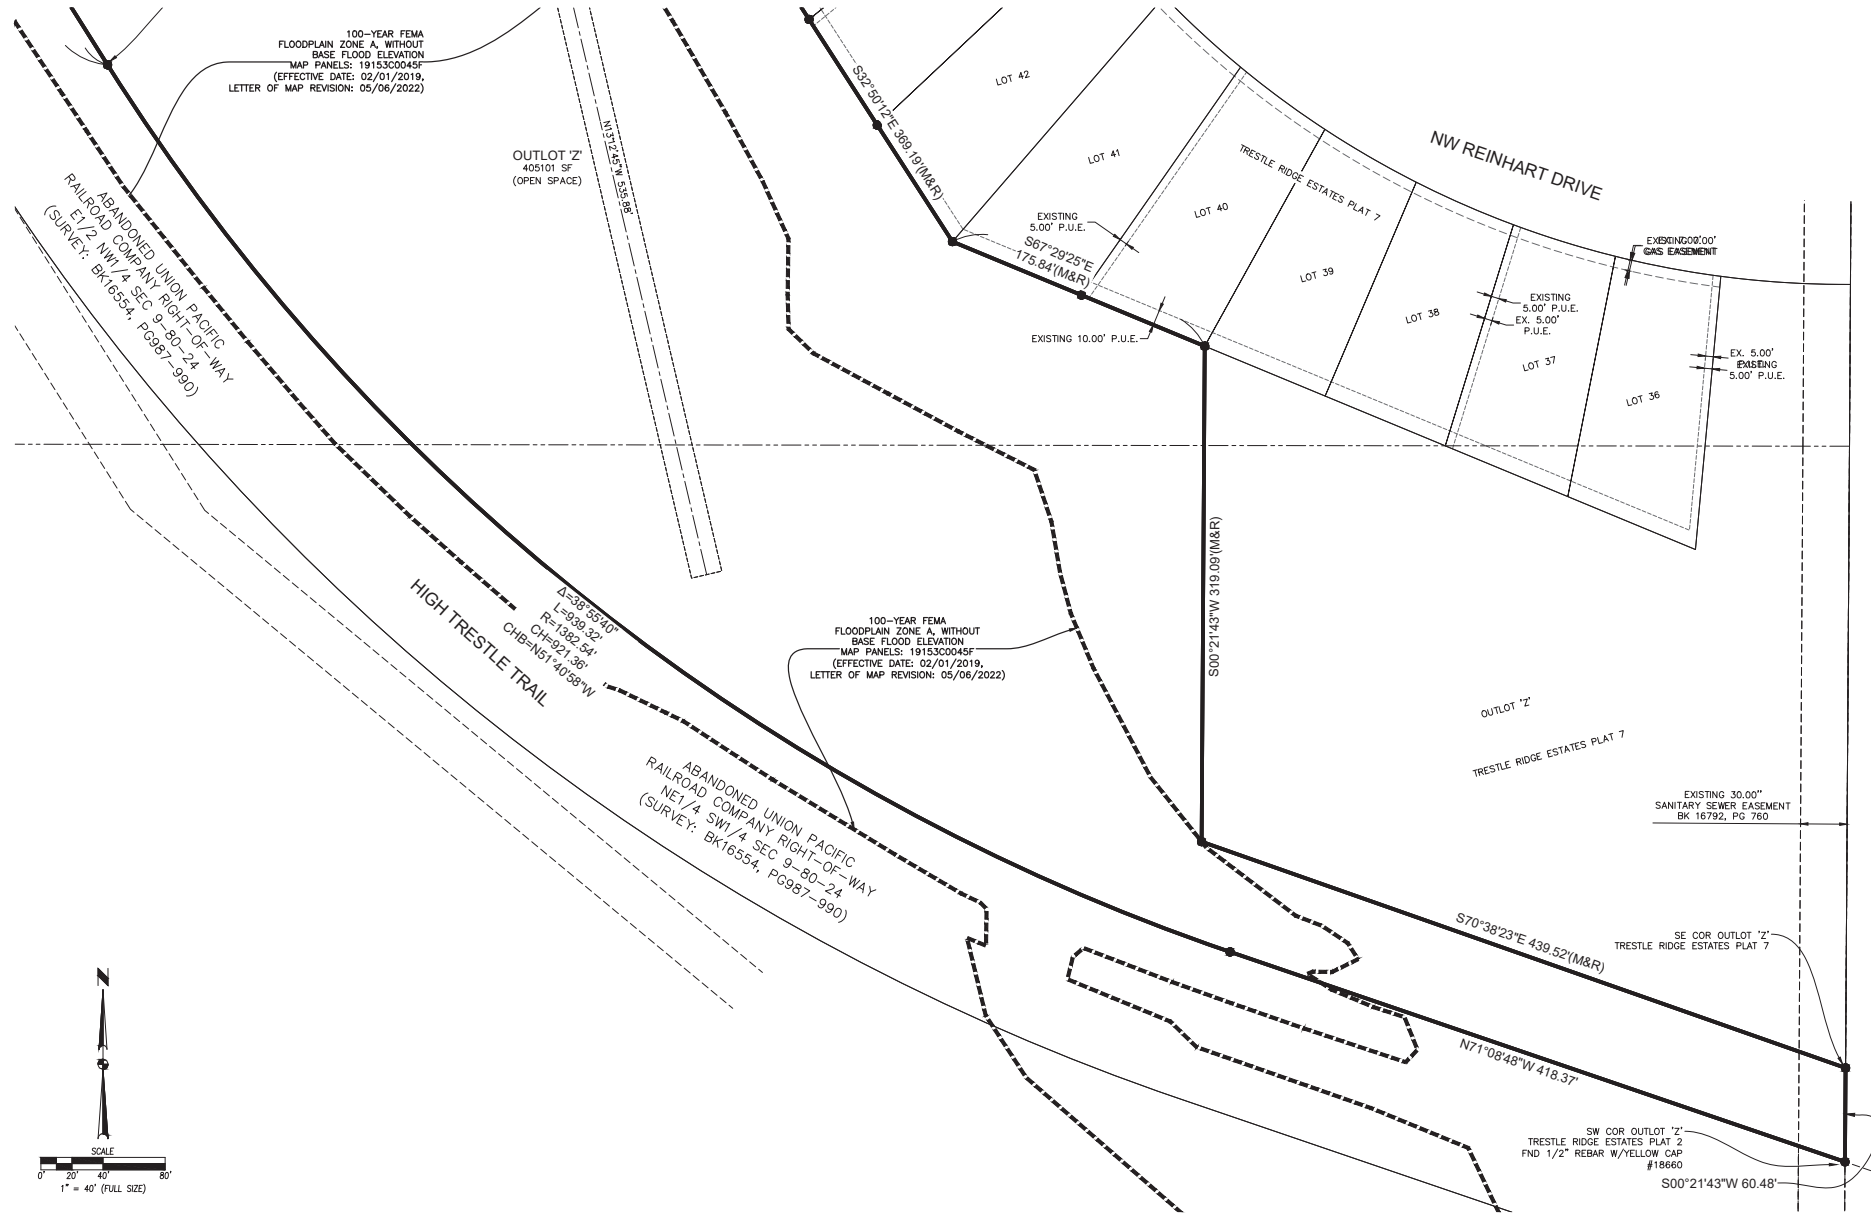 100-YEAR FEMA
FLOODPLAIN ZONE A, WITHOUT
BASE FLOOD ELEVATION
MAP PANELS: 19153C0045F
(EFFECTIVE DATE: 02/01/2019,
LETTER OF MAP REVISION: 05/06/2022)
OUTLOT 'Z'
405101 SF
(OPEN SPACE)
N13°12'45"W 535.88'
S32°50'12"E 369.19'(M&R)
LOT 42
LOT 41
LOT 40
LOT 39
LOT 38
LOT 37
LOT 36
TRESTLE RIDGE ESTATES PLAT 7
NW REINHART DRIVE
EXISTING
5.00' P.U.E.
S67°29'25"E
175.84'(M&R)
EXISTING 10.00' P.U.E.
GAS EASEMENT
EXISTING
5.00' P.U.E.
EX. 5.00'
P.U.E.
EX. 5.00'
EXISTING
5.00' P.U.E.
ABANDONED UNION PACIFIC
RAILROAD COMPANY RIGHT-OF-WAY
E1/2 NW1/4 SEC 9-80-24
(SURVEY: BK16554, PG987-990)
HIGH TRESTLE TRAIL
Δ=38°55'40"
L=939.32'
R=1382.54'
CH=921.36'
CHB=N51°40'58"W
100-YEAR FEMA
FLOODPLAIN ZONE A, WITHOUT
BASE FLOOD ELEVATION
MAP PANELS: 19153C0045F
(EFFECTIVE DATE: 02/01/2019,
LETTER OF MAP REVISION: 05/06/2022)
S00°21'43"W 319.09'(M&R)
OUTLOT 'Z'
TRESTLE RIDGE ESTATES PLAT 7
EXISTING 30.00"
SANITARY SEWER EASEMENT
BK 16792, PG 760
ABANDONED UNION PACIFIC
RAILROAD COMPANY RIGHT-OF-WAY
NE1/4 SW1/4 SEC 9-80-24
(SURVEY: BK16554, PG987-990)
S70°38'23"E 439.52'(M&R)
SE COR OUTLOT 'Z'
TRESTLE RIDGE ESTATES PLAT 7
N71°08'48"W 418.37'
SW COR OUTLOT 'Z'
TRESTLE RIDGE ESTATES PLAT 2
FND 1/2" REBAR W/YELLOW CAP
#18660
S00°21'43"W 60.48'
N
SCALE
0' 20' 40' 80'
1" = 40' (FULL SIZE)